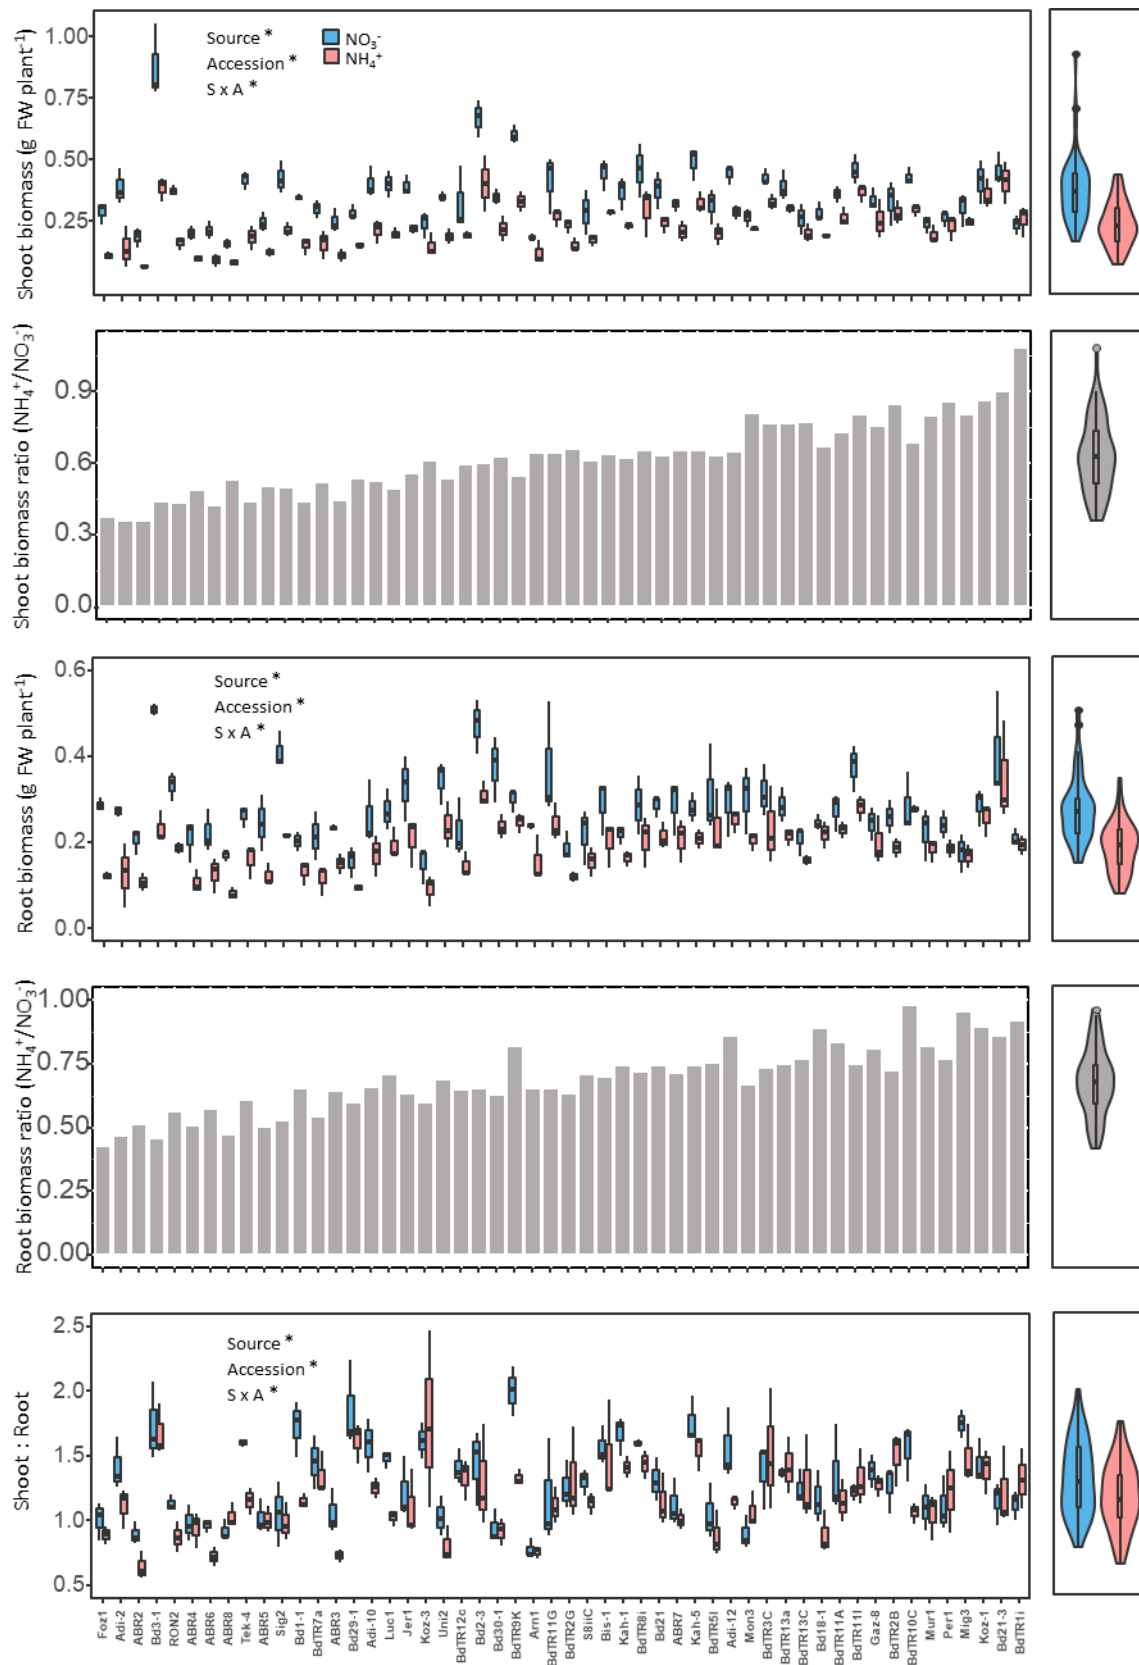 Shoot biomass (g FW plant⁻¹)
1.00
0.75
0.50
0.25
Source *
Accession *
S x A *
NO₃⁻
NH₄⁺
Shoot biomass ratio (NH₄⁺/NO₃⁻)
0.9
0.6
0.3
0.0
Root biomass (g FW plant⁻¹)
0.6
0.4
0.2
0.0
Source *
Accession *
S x A *
Root biomass ratio (NH₄⁺/NO₃⁻)
1.00
0.75
0.50
0.25
0.00
Shoot : Root
2.5
2.0
1.5
1.0
0.5
Source *
Accession *
S x A *
Foz1
Adi-2
ABR2
Bd3-1
RON2
ABR4
ABR6
ABR8
Tek-4
ABR5
Sig2
Bd1-1
BdTR7a
ABR3
Bd29-1
Adi-10
Luc1
Jer1
Koz-3
Uni2
BdTR12c
Bd2-3
Bd30-1
BdTR9K
Arn1
BdTR11G
BdTR2G
S8iiC
Bis-1
Kah-1
BdTR8i
Bd21
ABR7
Kah-5
BdTR5I
Adi-12
Mon3
BdTR3C
BdTR13a
BdTR13C
Bd18-1
BdTR11A
BdTR11I
Gaz-8
BdTR2B
BdTR10C
Mur1
Per1
Mig3
Koz-1
Bd21-3
BdTR1i